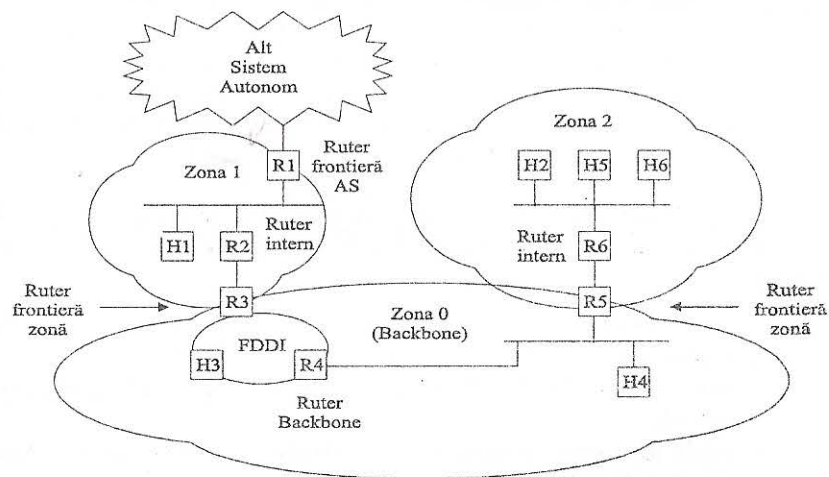 Alt
Sistem
Autonom
Zona 1
R1
Ruter
frontieră
AS
H1
R2
Ruter
intern
Zona 2
H2
H5
H6
Ruter
intern
R6
Ruter
frontieră
zonă
R3
Zona 0
(Backbone)
R5
Ruter
frontieră
zonă
FDDI
H3
R4
H4
Ruter
Backbone